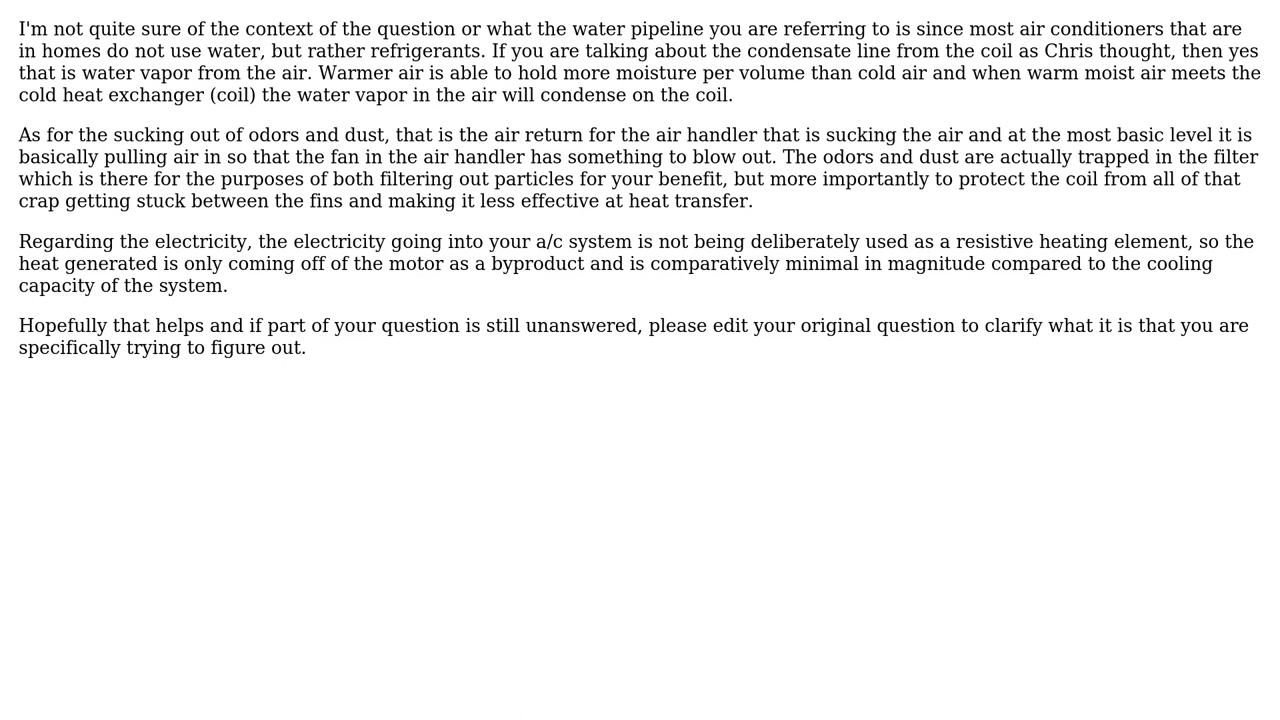 I'm not quite sure of the context of the question or what the water pipeline you are referring to is since most air conditioners that are
in homes do not use water, but rather refrigerants. If you are talking about the condensate line from the coil as Chris thought, then yes
that is water vapor from the air. Warmer air is able to hold more moisture per volume than cold air and when warm moist air meets the
cold heat exchanger (coil) the water vapor in the air will condense on the coil.
As for the sucking out of odors and dust, that is the air return for the air handler that is sucking the air and at the most basic level it is
basically pulling air in so that the fan in the air handler has something to blow out. The odors and dust are actually trapped in the filter
which is there for the purposes of both filtering out particles for your benefit, but more importantly to protect the coil from all of that
crap getting stuck between the fins and making it less effective at heat transfer.
Regarding the electricity, the electricity going into your a/c system is not being deliberately used as a resistive heating element, so the
heat generated is only coming off of the motor as a byproduct and is comparatively minimal in magnitude compared to the cooling
capacity of the system.
Hopefully that helps and if part of your question is still unanswered, please edit your original question to clarify what it is that you are
specifically trying to figure out.